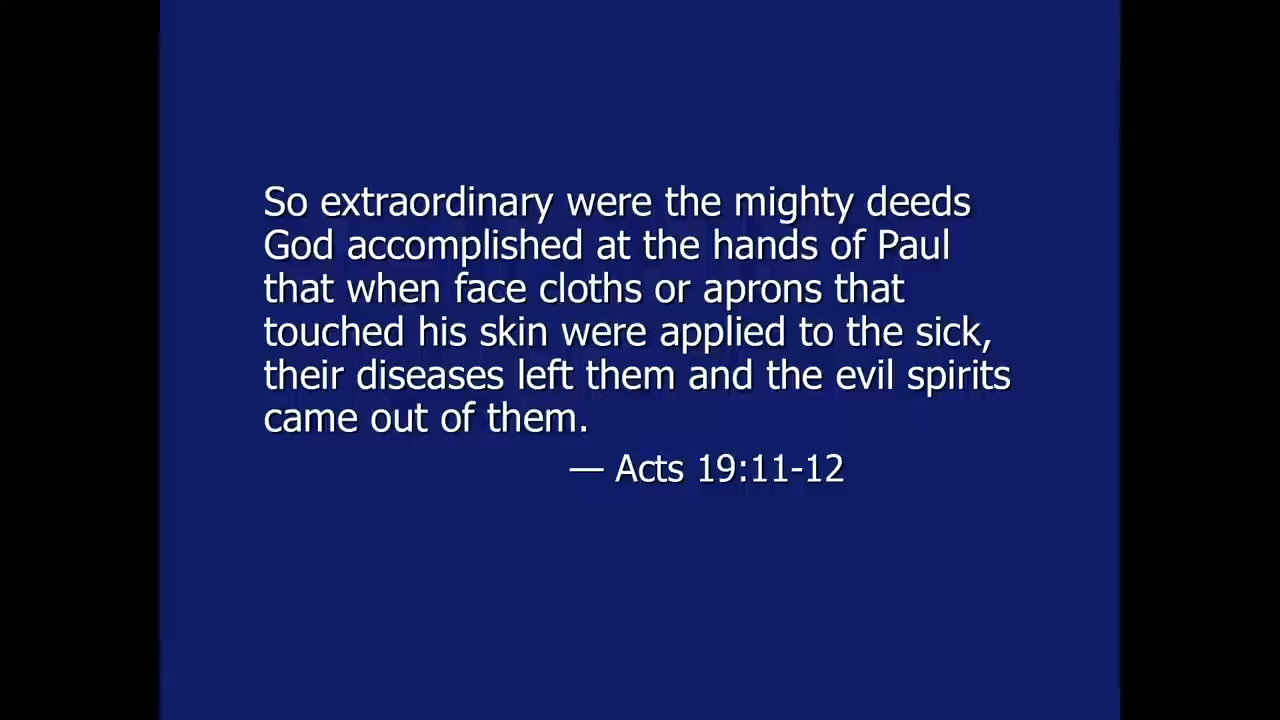 So extraordinary were the mighty deeds
God accomplished at the hands of Paul
that when face cloths or aprons that
touched his skin were applied to the sick,
their diseases left them and the evil spirits
came out of them.
— Acts 19:11-12